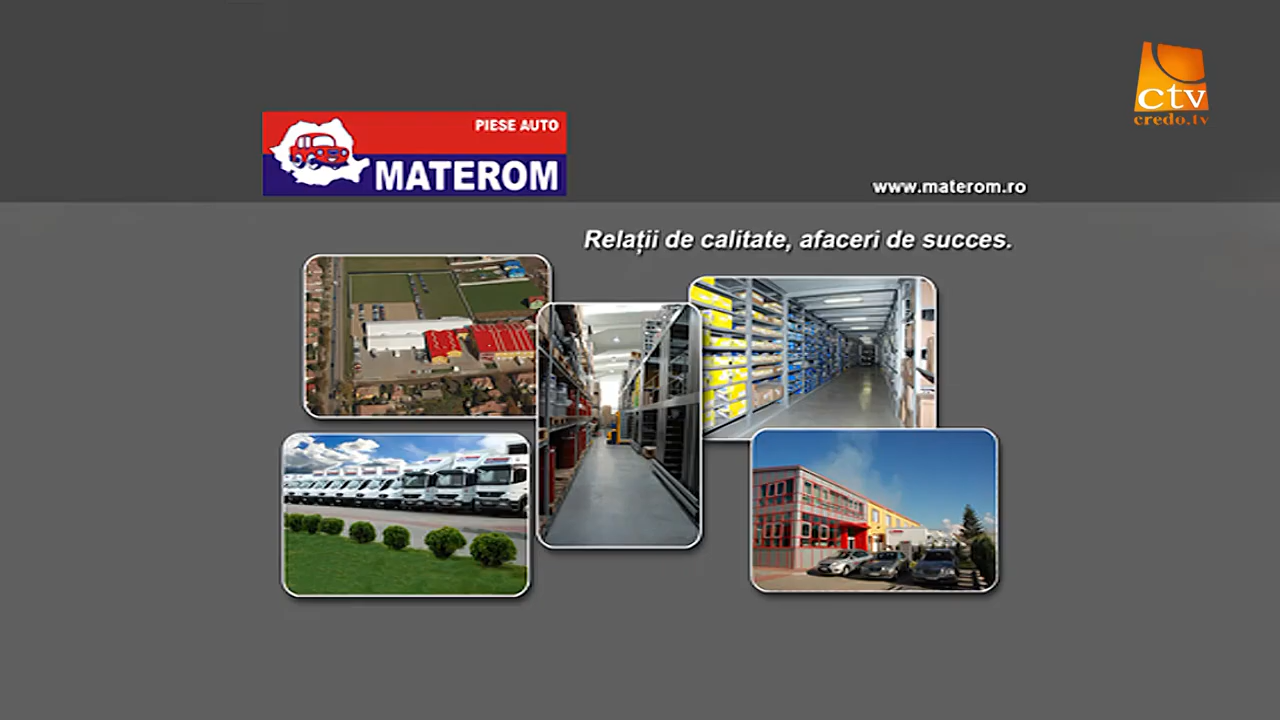 ctv
credo.tv
PIESE AUTO
MATEROM
www.materom.ro
Relații de calitate, afaceri de succes.